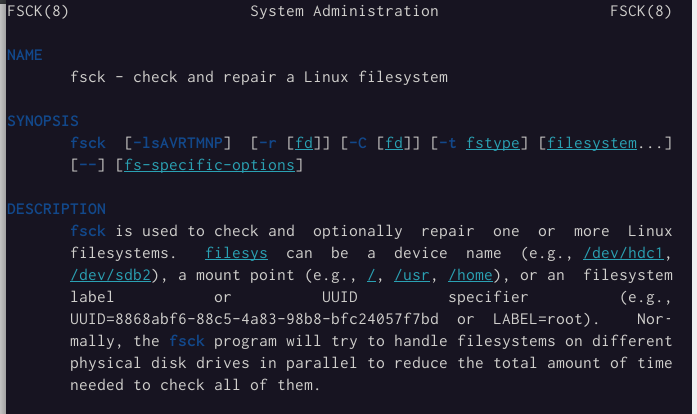 FSCK(8) System Administration FSCK(8)
NAME
fsck - check and repair a Linux filesystem
SYNOPSIS
fsck [-lsAVRTMNP] [-r [fd]] [-C [fd]] [-t fstype] [filesystem...]
[--] [fs-specific-options]
DESCRIPTION
fsck is used to check and optionally repair one or more Linux
filesystems. filesys can be a device name (e.g., /dev/hdc1,
/dev/sdb2), a mount point (e.g., /, /usr, /home), or an filesystem
label or UUID specifier (e.g.,
UUID=8868abf6-88c5-4a83-98b8-bfc24057f7bd or LABEL=root). Nor-
mally, the fsck program will try to handle filesystems on different
physical disk drives in parallel to reduce the total amount of time
needed to check all of them.